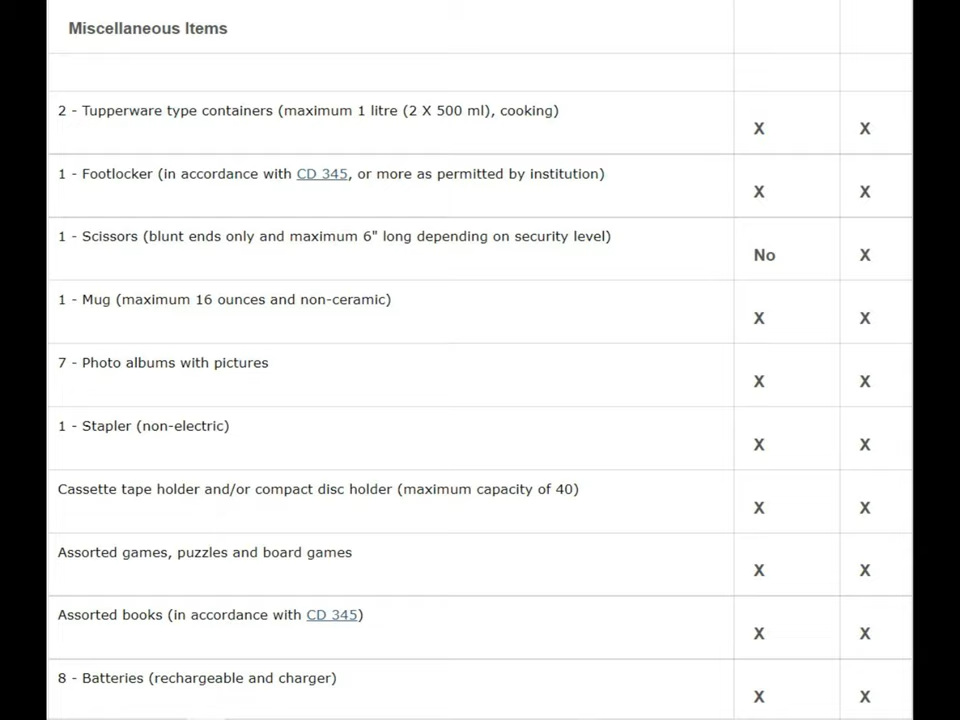 Miscellaneous Items
2 - Tupperware type containers (maximum 1 litre (2 X 500 ml), cooking)
X X
1 - Footlocker (in accordance with CD 345, or more as permitted by institution)
X X
1 - Scissors (blunt ends only and maximum 6" long depending on security level)
No X
1 - Mug (maximum 16 ounces and non-ceramic)
X X
7 - Photo albums with pictures
X X
1 - Stapler (non-electric)
X X
Cassette tape holder and/or compact disc holder (maximum capacity of 40)
X X
Assorted games, puzzles and board games
X X
Assorted books (in accordance with CD 345)
X X
8 - Batteries (rechargeable and charger)
X X